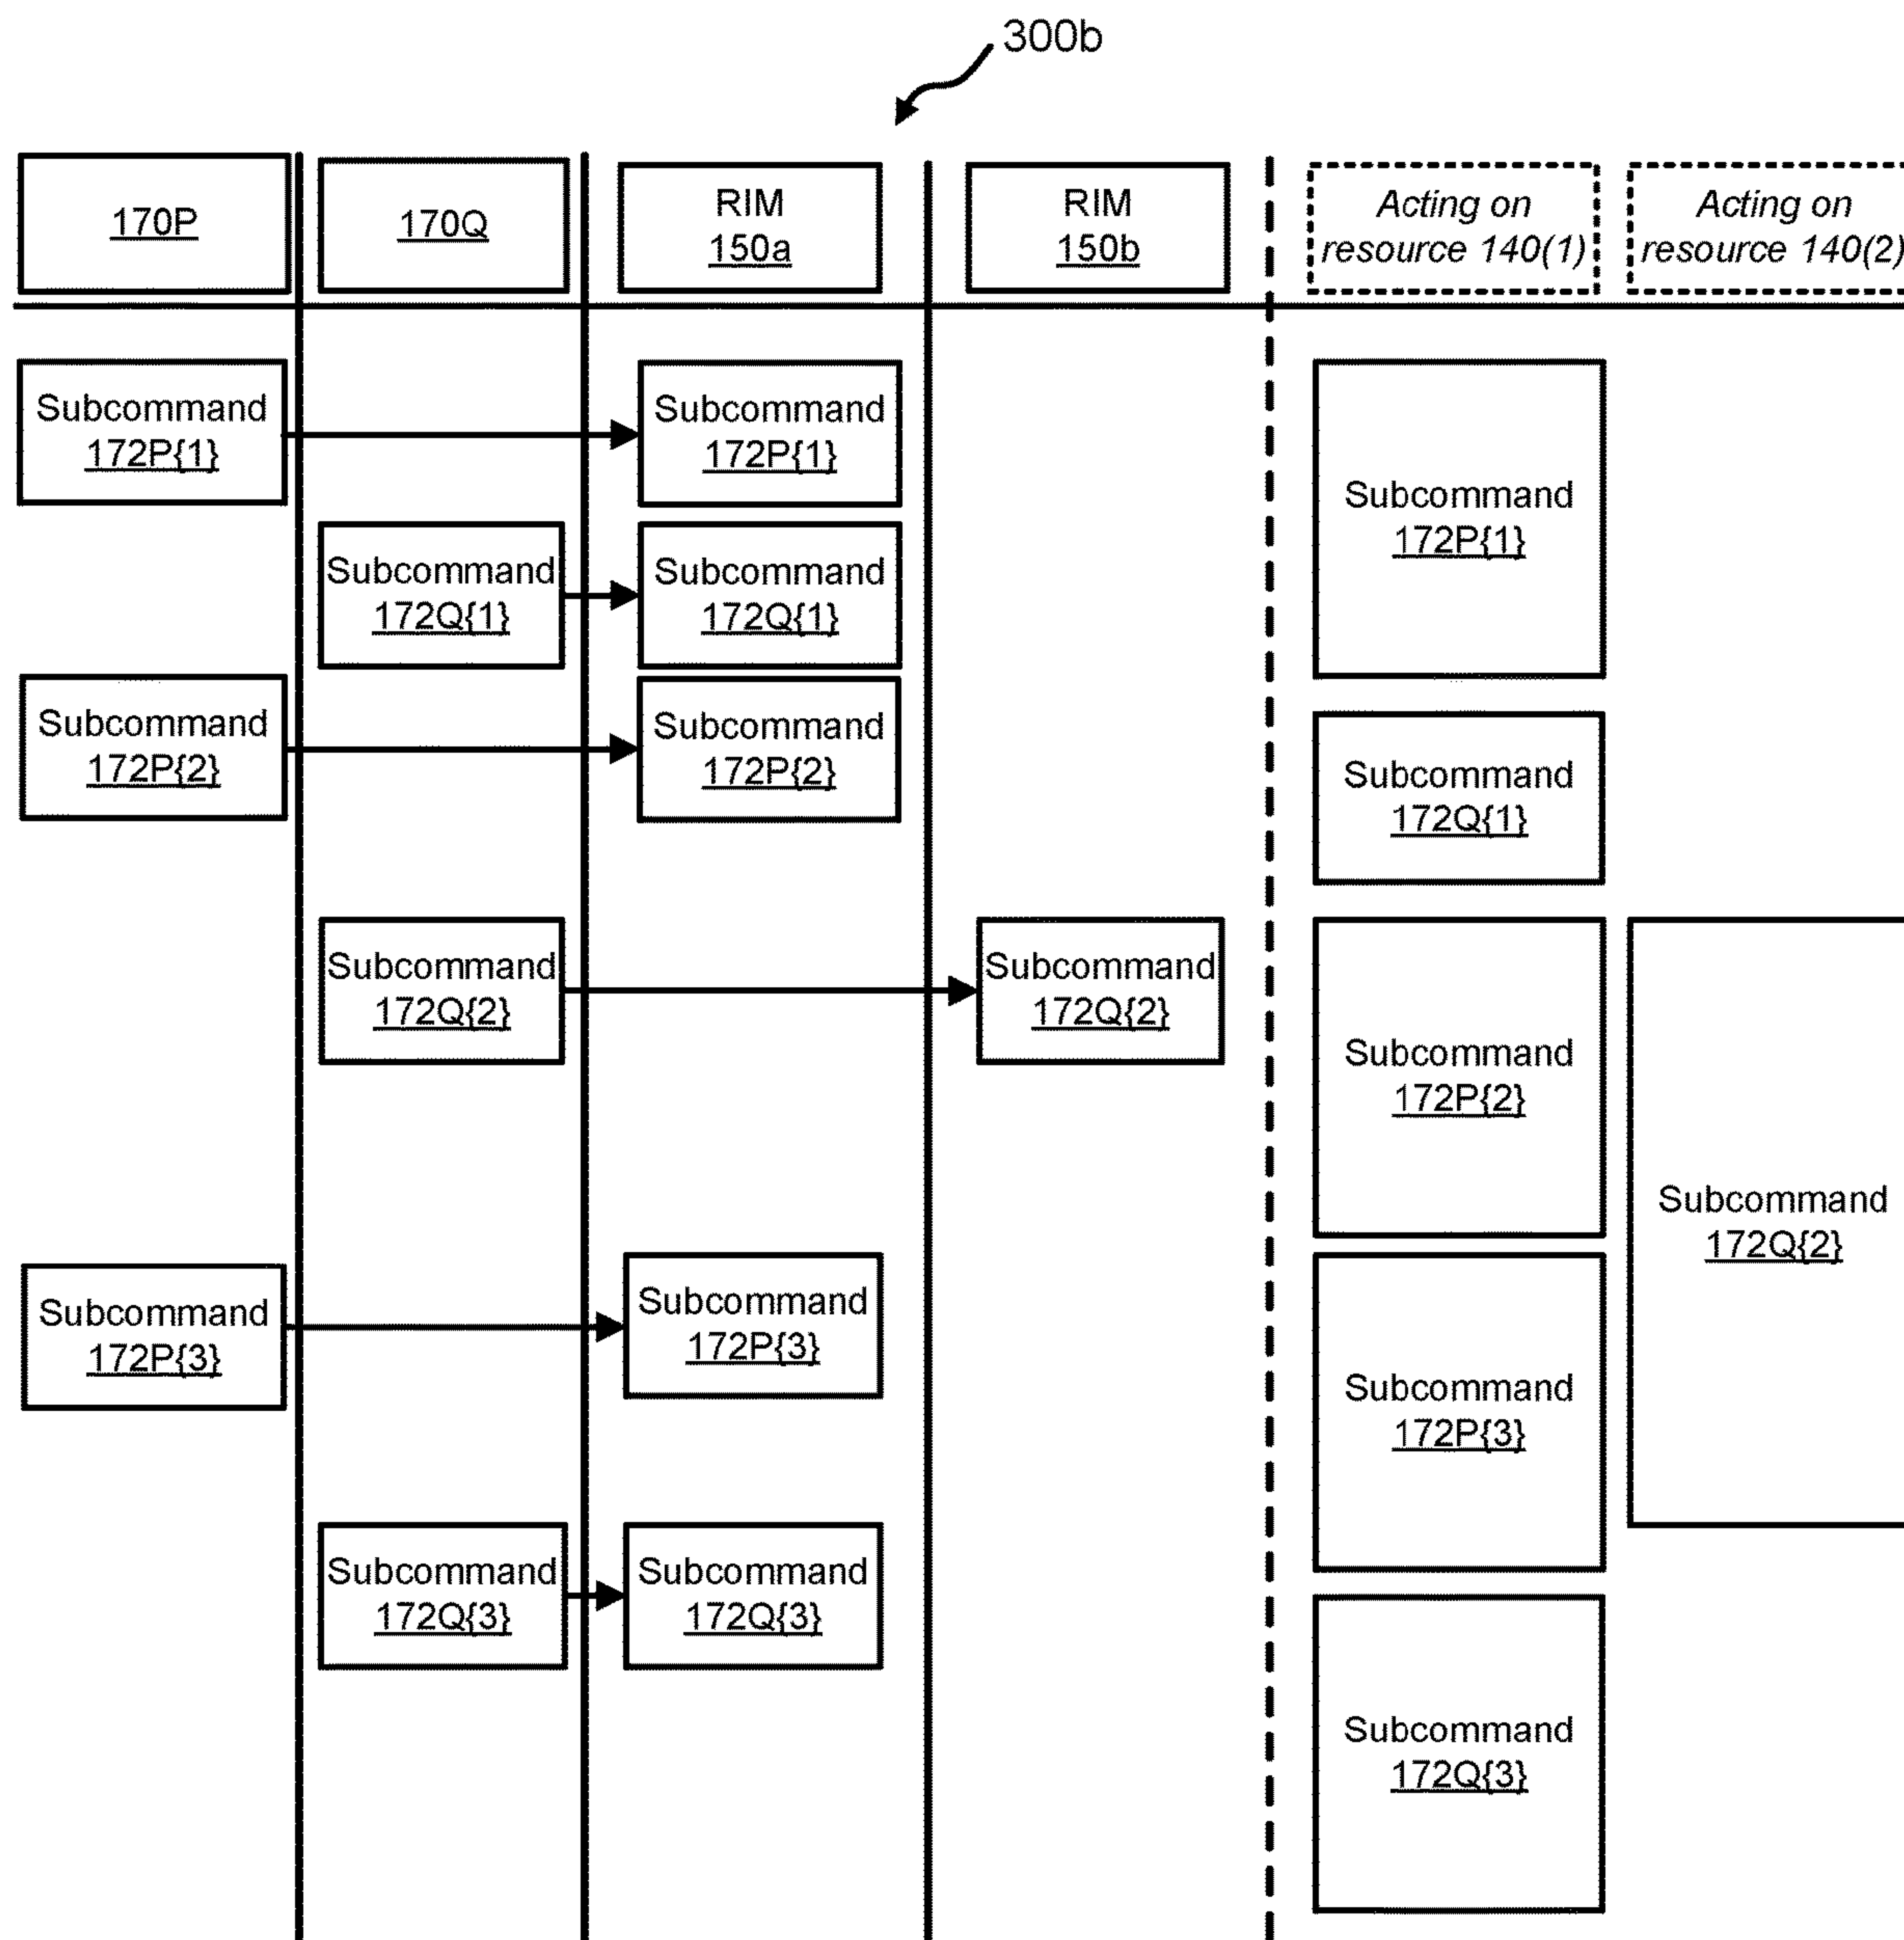 300b
170P
170Q
RIM
150a
RIM
150b
Acting on
resource 140(1)
Acting on
resource 140(2)
Subcommand
172P{1}
Subcommand
172P{1}
Subcommand
172P{1}
Subcommand
172Q{1}
Subcommand
172Q{1}
Subcommand
172P{2}
Subcommand
172P{2}
Subcommand
172Q{1}
Subcommand
172Q{2}
Subcommand
172Q{2}
Subcommand
172P{2}
Subcommand
172Q{2}
Subcommand
172P{3}
Subcommand
172P{3}
Subcommand
172P{3}
Subcommand
172Q{3}
Subcommand
172Q{3}
Subcommand
172Q{3}